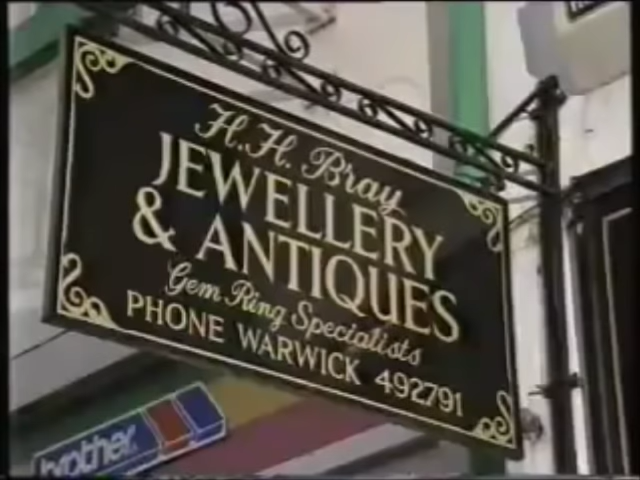 H.H. Bray
JEWELLERY
& ANTIQUES
Gem Ring Specialists
PHONE WARWICK 492791
brother